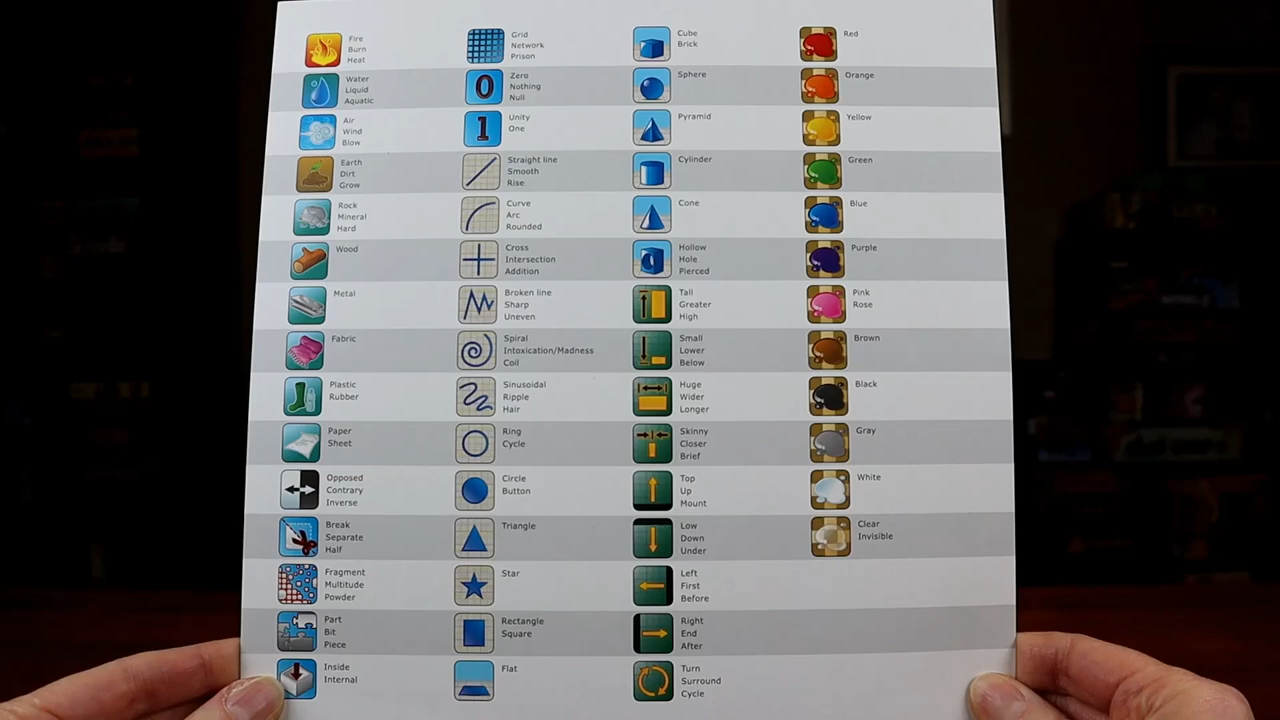 Fire
Burn
Heat
Water
Liquid
Aquatic
Air
Wind
Blow
Earth
Dirt
Grow
Rock
Mineral
Hard
Wood
Metal
Fabric
Plastic
Rubber
Paper
Sheet
Opposed
Contrary
Inverse
Break
Separate
Half
Fragment
Multitude
Powder
Part
Bit
Piece
Inside
Internal
Grid
Network
Prison
0
Zero
Nothing
Null
1
Unity
One
Straight line
Smooth
Rise
Curve
Arc
Rounded
Cross
Intersection
Addition
Broken line
Sharp
Uneven
Spiral
Intoxication/Madness
Coil
Sinusoidal
Ripple
Hair
Ring
Cycle
Circle
Button
Triangle
Star
Rectangle
Square
Flat
Cube
Brick
Sphere
Pyramid
Cylinder
Cone
Hollow
Hole
Pierced
Tall
Greater
High
Small
Lower
Below
Huge
Wider
Longer
Skinny
Closer
Brief
Top
Up
Mount
Low
Down
Under
Left
First
Before
Right
End
After
Turn
Surround
Cycle
Red
Orange
Yellow
Green
Blue
Purple
Pink
Rose
Brown
Black
Gray
White
Clear
Invisible